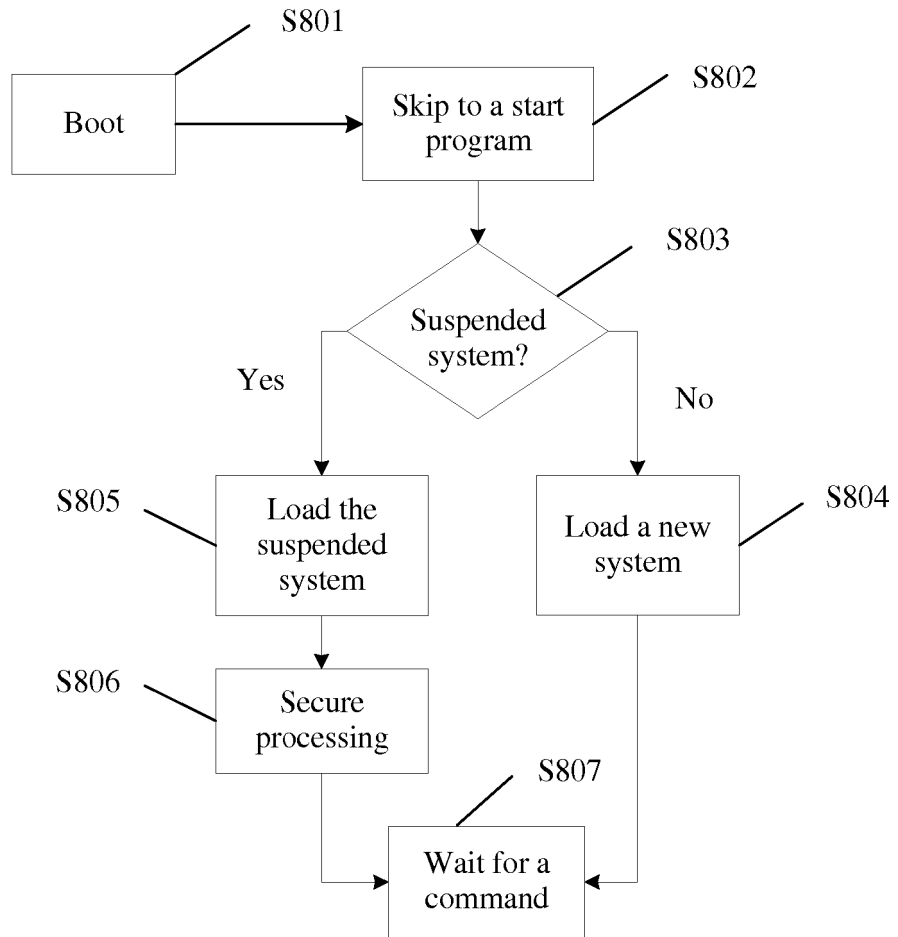 S801
Boot
S802
Skip to a start
program
S803
Suspended
system?
Yes
No
S805
Load the
suspended
system
S804
Load a new
system
S806
Secure
processing
S807
Wait for a
command